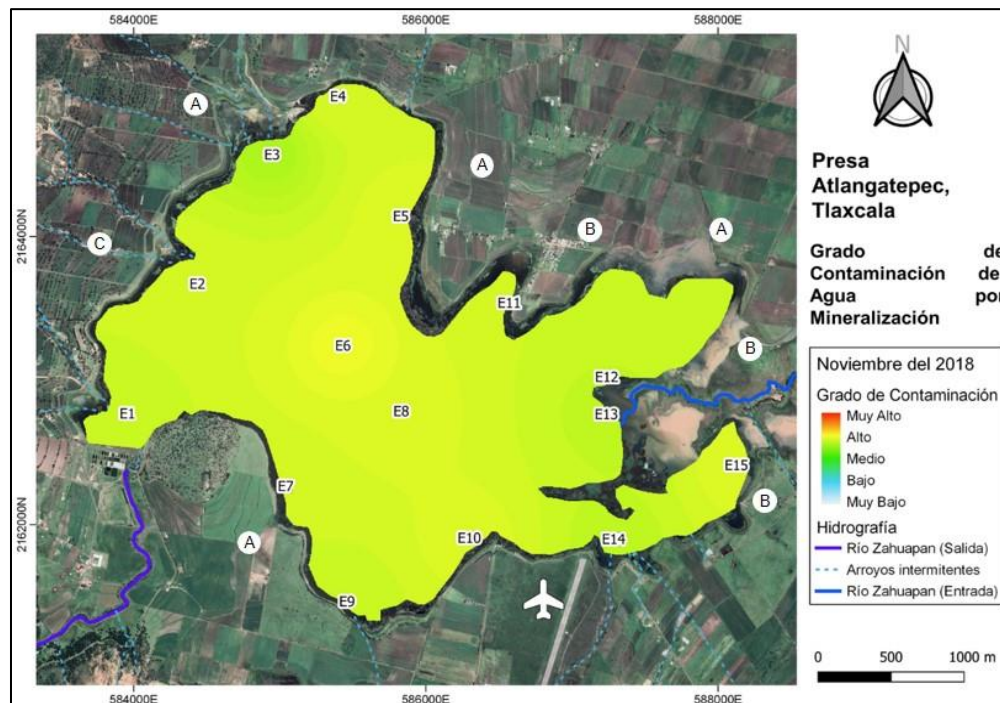 584000E
586000E
588000E
2164000N
2162000N
A
A
A
A
B
B
B
C
E1
E2
E3
E4
E5
E6
E7
E8
E9
E10
E11
E12
E13
E14
E15
N
Presa
Atlangatepec,
Tlaxcala
Grado de
Contaminación de
Agua por
Mineralización
Noviembre del 2018
Grado de Contaminación
Muy Alto
Alto
Medio
Bajo
Muy Bajo
Hidrografía
Río Zahuapan (Salida)
Arroyos intermitentes
Río Zahuapan (Entrada)
0 500 1000 m
584000E
586000E
588000E